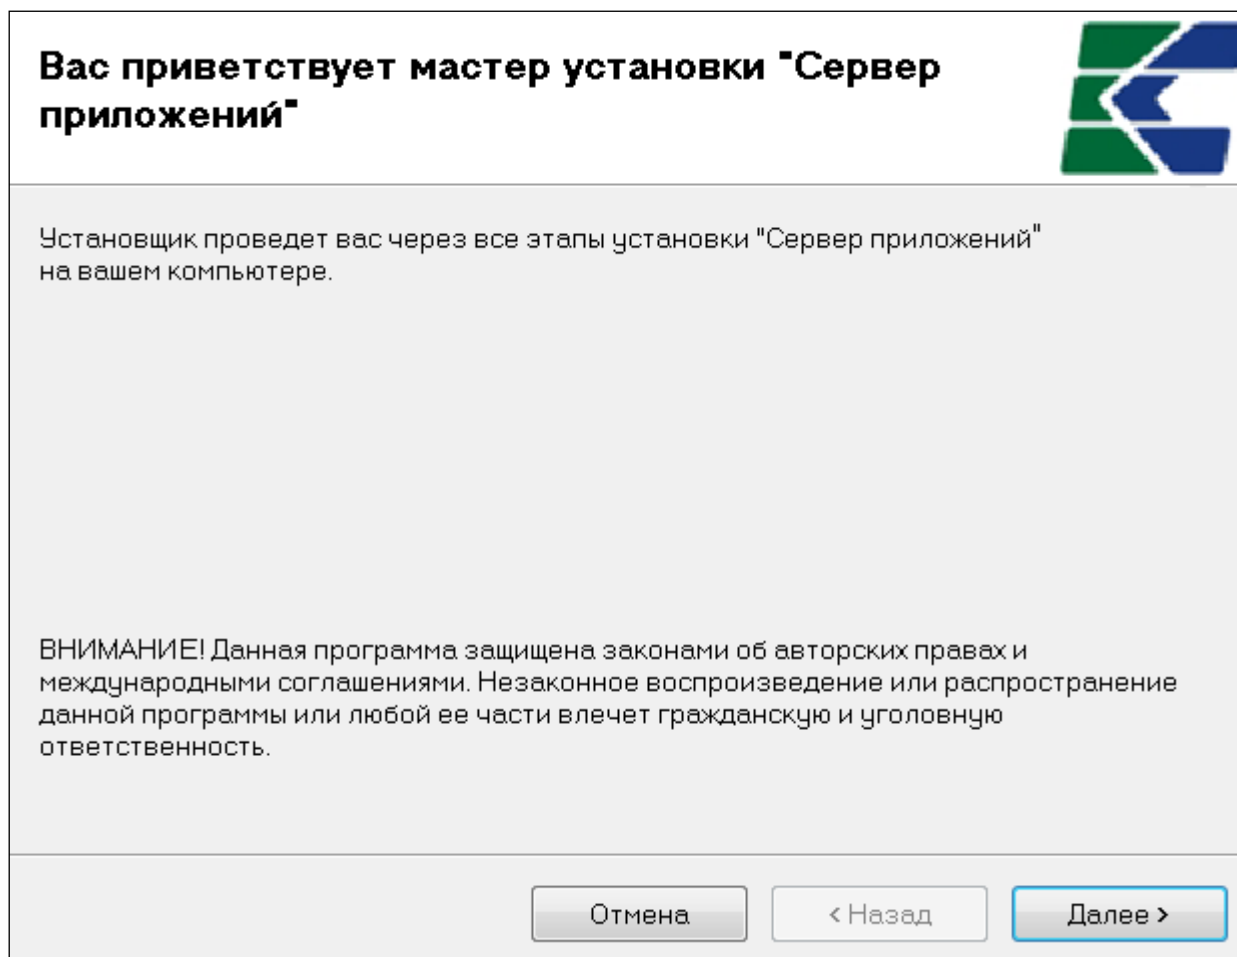 Вас приветствует мастер установки "Сервер
приложений"
Установщик проведет вас через все этапы установки "Сервер приложений"
на вашем компьютере.
ВНИМАНИЕ! Данная программа защищена законами об авторских правах и
международными соглашениями. Незаконное воспроизведение или распространение
данной программы или любой ее части влечет гражданскую и уголовную
ответственность.
Отмена
< Назад
Далее >